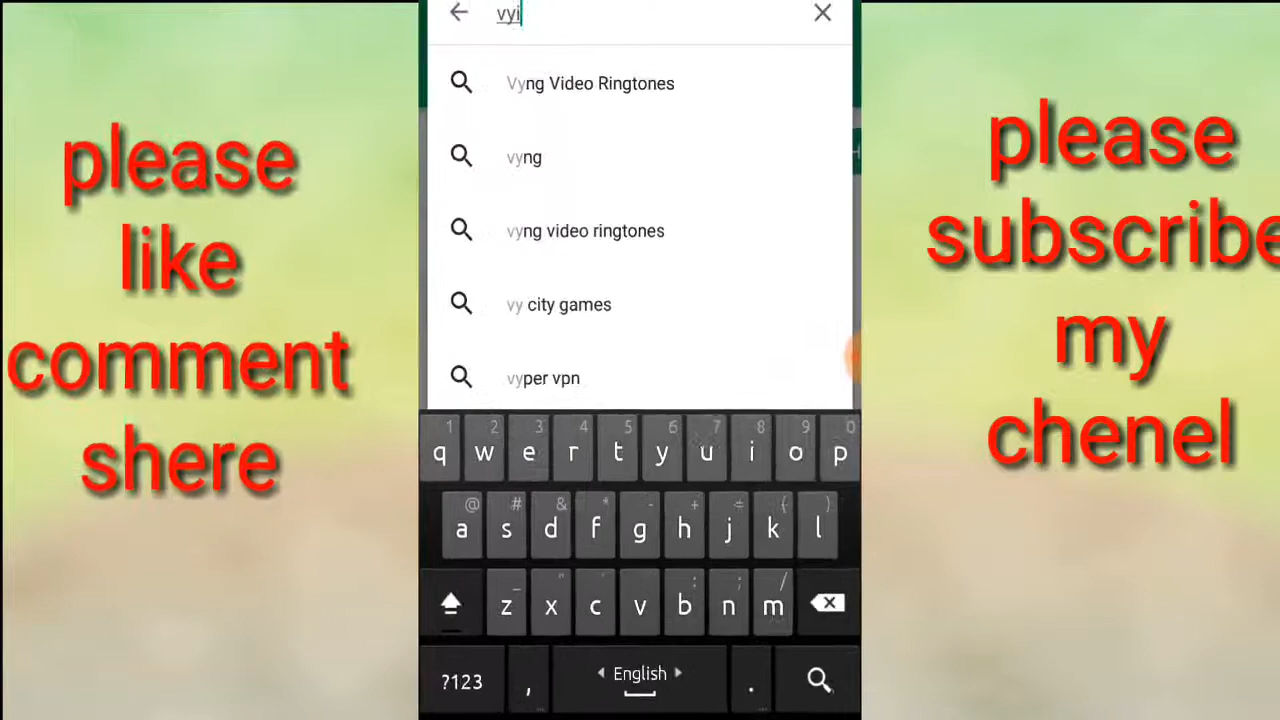 please
like
comment
shere
vyi
Vyng Video Ringtones
vyng
vyng video ringtones
vy city games
vyper vpn
1 2 3 4 5 6 7 8 9 0
q w e r t y u i o p
@ # & * - + = ( )
a s d f g h j k l
_ " ' : ; /
z x c v b n m
?123 , English .
please
subscribe
my
chenel